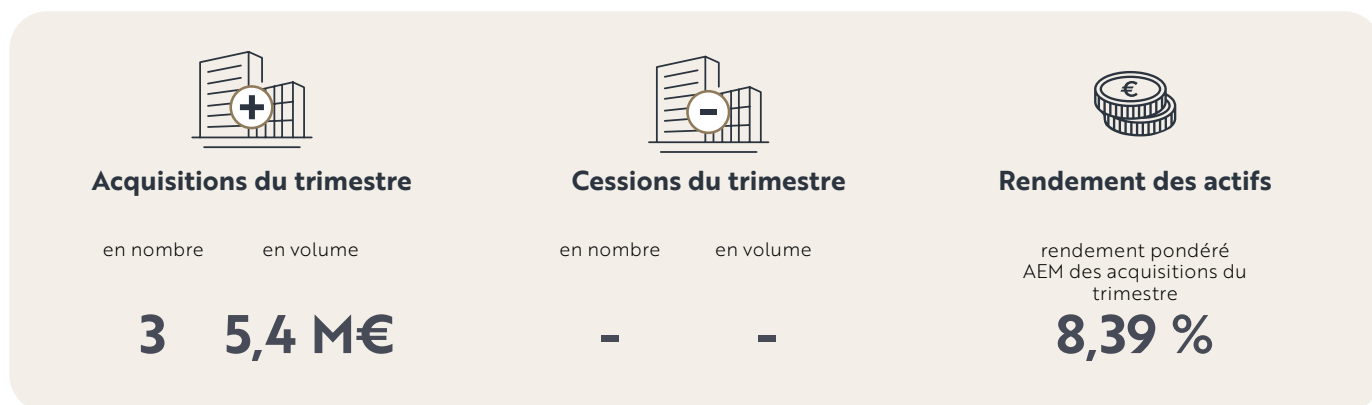 Acquisitions du trimestre
en nombre
en volume
3
5,4 M€
Cessions du trimestre
en nombre
en volume
-
-
€
Rendement des actifs
rendement pondéré
AEM des acquisitions du
trimestre
8,39 %